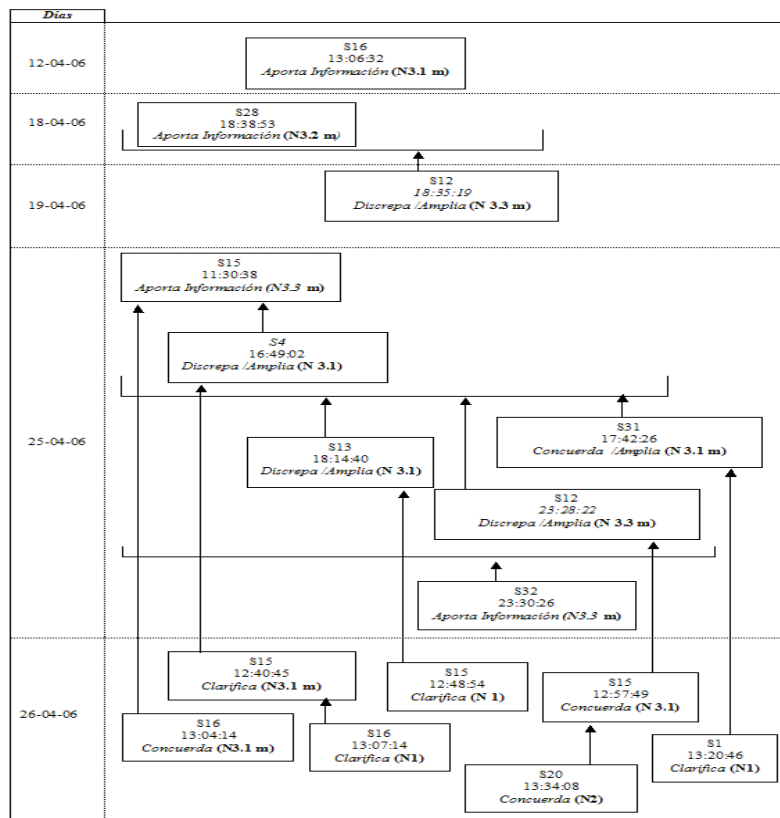 Días
12-04-06
S16
13:06:32
Aporta Información (N3.1 m)
18-04-06
S28
18:38:53
Aporta Información (N3.2 m)
19-04-06
S12
18:35:19
Discrepa /Amplia (N 3.3 m)
25-04-06
S15
11:30:38
Aporta Información (N3.3 m)
S4
16:49:02
Discrepa /Amplia (N 3.1)
S31
17:42:26
Concuerda /Amplia (N 3.1 m)
S13
18:14:40
Discrepa /Amplia (N 3.1)
S12
23:28:22
Discrepa /Amplia (N 3.3 m)
S32
23:30:26
Aporta Información (N3.3 m)
26-04-06
S15
12:40:45
Clarifica (N3.1 m)
S15
12:48:54
Clarifica (N 1)
S15
12:57:49
Concuerda (N 3.1)
S16
13:04:14
Concuerda (N3.1 m)
S16
13:07:14
Clarifica (N1)
S1
13:20:46
Clarifica (N1)
S20
13:34:08
Concuerda (N2)